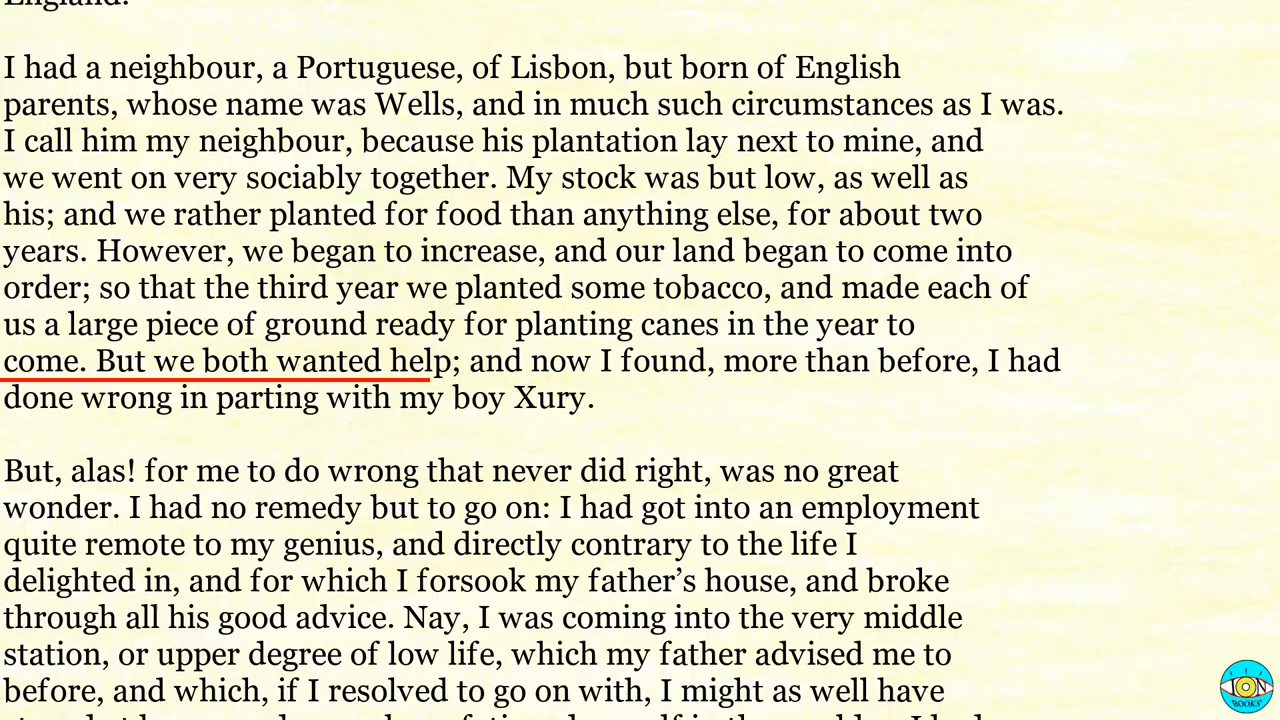 England.
I had a neighbour, a Portuguese, of Lisbon, but born of English
parents, whose name was Wells, and in much such circumstances as I was.
I call him my neighbour, because his plantation lay next to mine, and
we went on very sociably together. My stock was but low, as well as
his; and we rather planted for food than anything else, for about two
years. However, we began to increase, and our land began to come into
order; so that the third year we planted some tobacco, and made each of
us a large piece of ground ready for planting canes in the year to
come. But we both wanted help; and now I found, more than before, I had
done wrong in parting with my boy Xury.
But, alas! for me to do wrong that never did right, was no great
wonder. I had no remedy but to go on: I had got into an employment
quite remote to my genius, and directly contrary to the life I
delighted in, and for which I forsook my father’s house, and broke
through all his good advice. Nay, I was coming into the very middle
station, or upper degree of low life, which my father advised me to
before, and which, if I resolved to go on with, I might as well have
ION
BOOKS